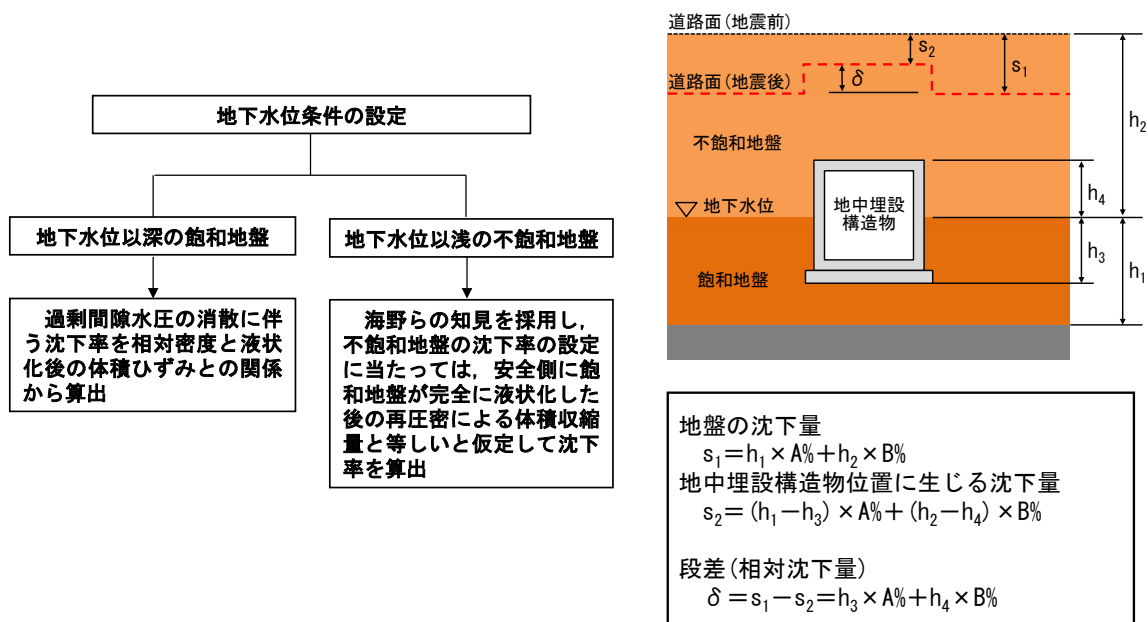 地下水位条件の設定
地下水位以深の飽和地盤
地下水位以浅の不飽和地盤
過剰間隙水圧の消散に伴
う沈下率を相対密度と液状
化後の体積ひずみとの関係
から算出
海野らの知見を採用し，
不飽和地盤の沈下率の設定
に当たっては，安全側に飽
和地盤が完全に液状化した
後の再圧密による体積収縮
量と等しいと仮定して沈下
率を算出
道路面（地震前）
s₂
s₁
道路面（地震後）
δ
h₂
不飽和地盤
h₄
地下水位
地中埋設
構造物
h₃
h₁
飽和地盤
地盤の沈下量
s₁＝h₁×A%＋h₂×B%
地中埋設構造物位置に生じる沈下量
s₂＝(h₁－h₃)×A%＋(h₂－h₄)×B%
段差(相対沈下量)
δ＝s₁－s₂＝h₃×A%＋h₄×B%